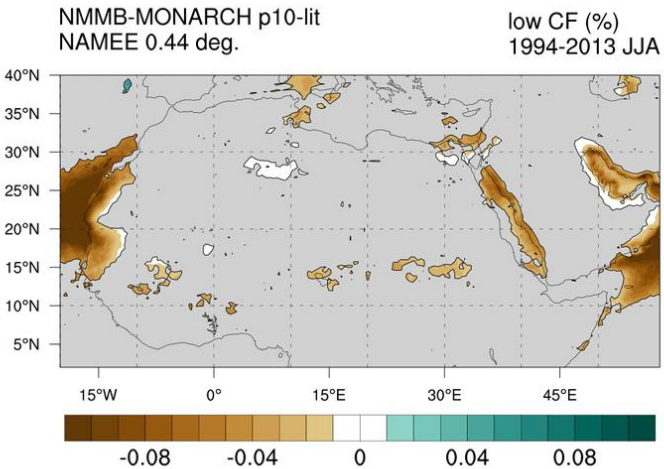 NMMB-MONARCH p10-lit
NAMEE 0.44 deg.
low CF (%)
1994-2013 JJA
40°N
35°N
30°N
25°N
20°N
15°N
10°N
5°N
15°W 0° 15°E 30°E 45°E
-0.08 -0.04 0 0.04 0.08